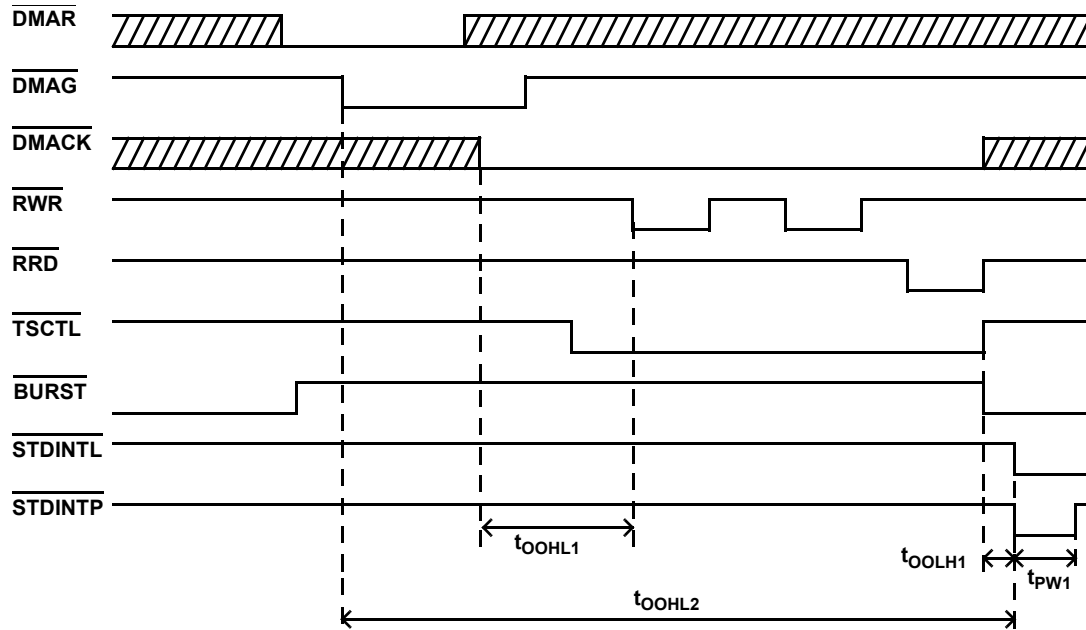 DMAR
DMAG
DMACK
RWR
RRD
TSCTL
BURST
STDINTL
STDINTP
tOOHL1
tOOLH1
tPW1
tOOHL2